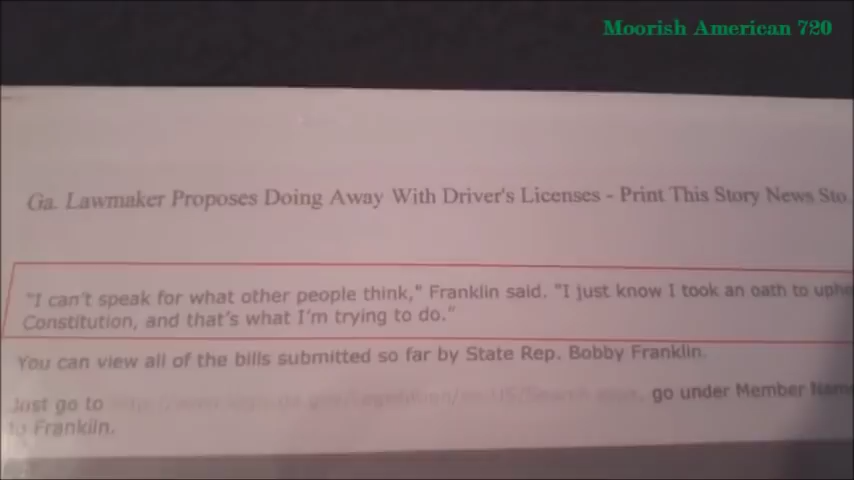 Moorish American 720
Ga. Lawmaker Proposes Doing Away With Driver's Licenses - Print This Story News Sto
"I can't speak for what other people think," Franklin said. "I just know I took an oath to uphe
Constitution, and that's what I'm trying to do."
You can view all of the bills submitted so far by State Rep. Bobby Franklin.
Just go to go under Member Name
to Franklin.